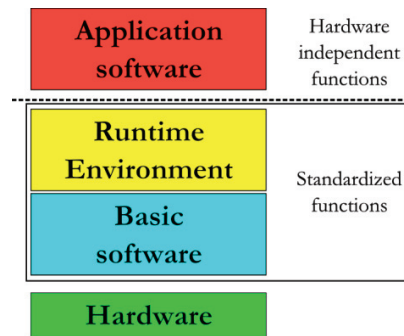 Application
software
Hardware
independent
functions
Runtime
Environment
Basic
software
Standardized
functions
Hardware